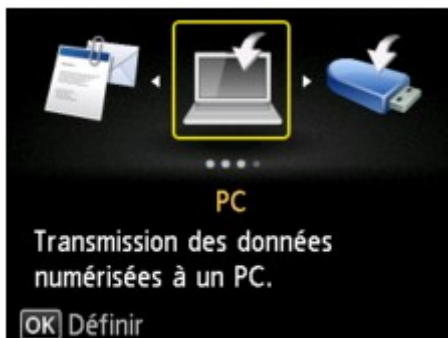 PC
Transmission des données
numérisées à un PC.
OK Définir